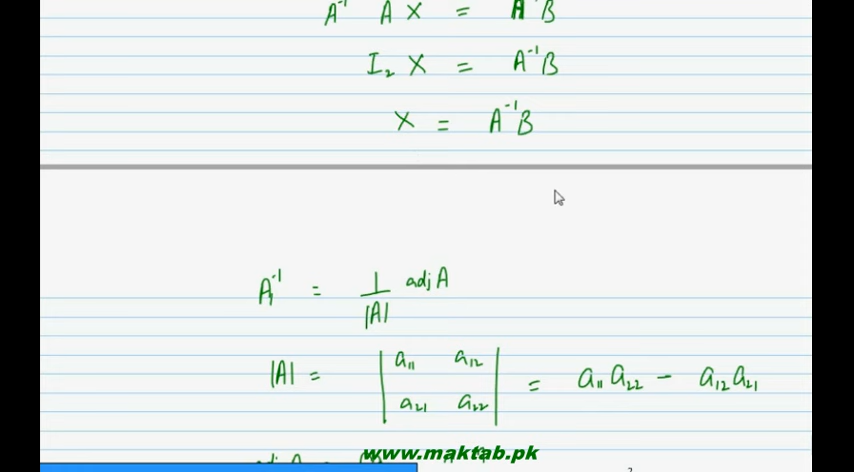 A⁻¹ A X = A⁻¹B
I₂ X = A⁻¹B
X = A⁻¹B
A⁻¹ = 1/|A| adj A
|A| = | a₁₁ a₁₂ | = a₁₁a₂₂ − a₁₂a₂₁
| a₂₁ a₂₂ |
www.maktab.pk